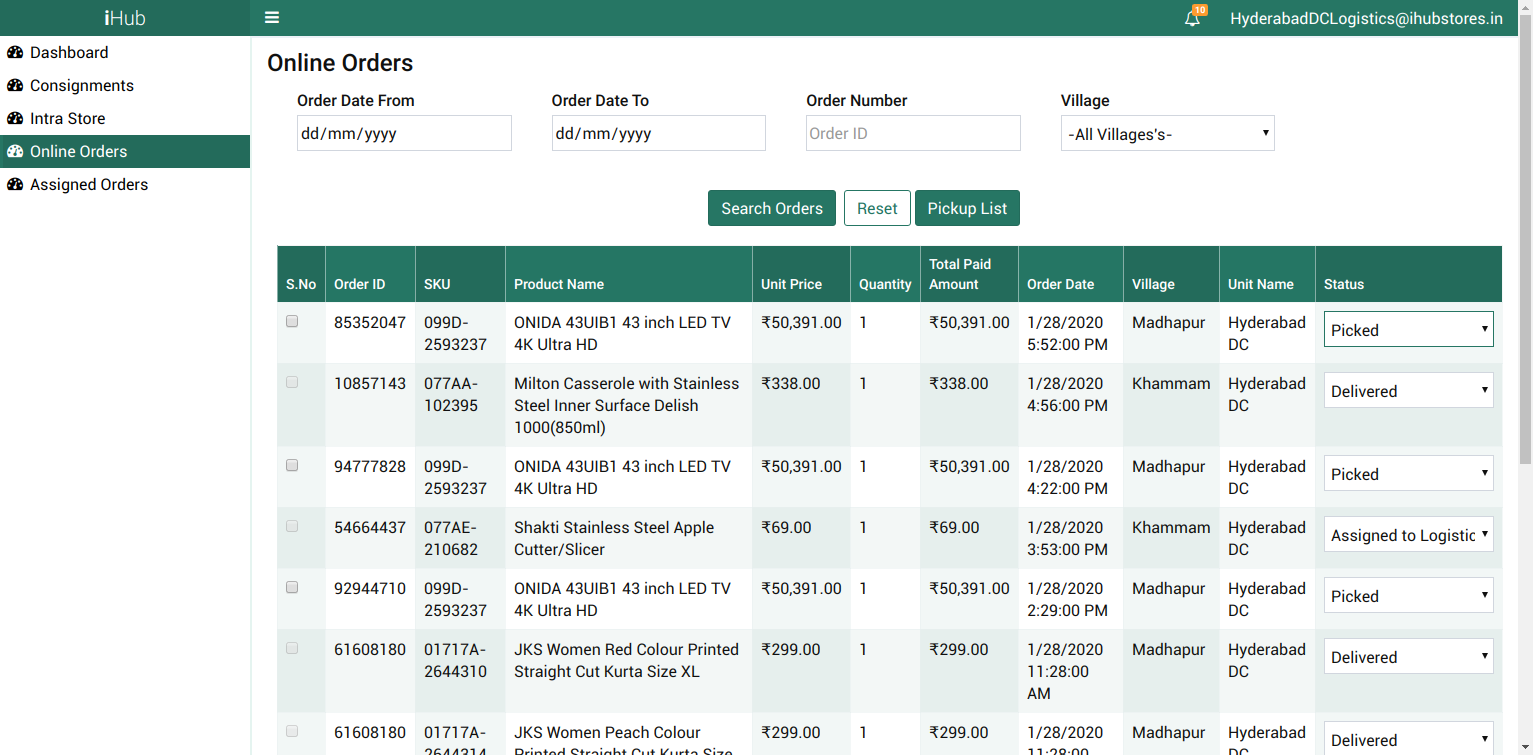 iHub
10
HyderabadDCLogistics@ihubstores.in
Dashboard
Consignments
Intra Store
Online Orders
Assigned Orders
Online Orders
Order Date From
Order Date To
Order Number
Village
dd/mm/yyyy
dd/mm/yyyy
Order ID
-All Villages's-
Search Orders
Reset
Pickup List
S.No Order ID SKU Product Name Unit Price Quantity Total Paid Amount Order Date Village Unit Name Status
85352047 099D- ONIDA 43UIB1 43 inch LED TV ₹50,391.00 1 ₹50,391.00 1/28/2020 Madhapur Hyderabad Picked
2593237 4K Ultra HD 5:52:00 PM DC
10857143 077AA- Milton Casserole with Stainless ₹338.00 1 ₹338.00 1/28/2020 Khammam Hyderabad Delivered
102395 Steel Inner Surface Delish 4:56:00 PM DC
1000(850ml)
94777828 099D- ONIDA 43UIB1 43 inch LED TV ₹50,391.00 1 ₹50,391.00 1/28/2020 Madhapur Hyderabad Picked
2593237 4K Ultra HD 4:22:00 PM DC
54664437 077AE- Shakti Stainless Steel Apple ₹69.00 1 ₹69.00 1/28/2020 Khammam Hyderabad Assigned to Logistic
210682 Cutter/Slicer 3:53:00 PM DC
92944710 099D- ONIDA 43UIB1 43 inch LED TV ₹50,391.00 1 ₹50,391.00 1/28/2020 Madhapur Hyderabad Picked
2593237 4K Ultra HD 2:29:00 PM DC
61608180 01717A- JKS Women Red Colour Printed ₹299.00 1 ₹299.00 1/28/2020 Madhapur Hyderabad Delivered
2644310 Straight Cut Kurta Size XL 11:28:00 DC
AM
61608180 01717A- JKS Women Peach Colour ₹299.00 1 ₹299.00 1/28/2020 Madhapur Hyderabad Delivered
2644314 Printed Straight Cut Kurta Size 11:28:00 DC